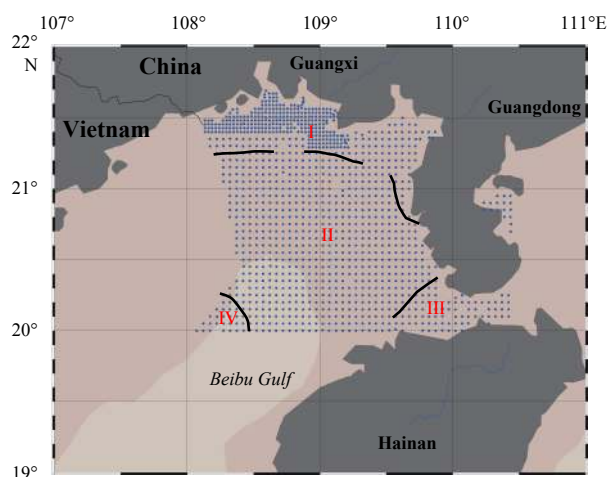 107° 108° 109° 110° 111°E
22°
N
China
Guangxi
Guangdong
Vietnam
I
21°
II
III
IV
20°
Beibu Gulf
Hainan
19°